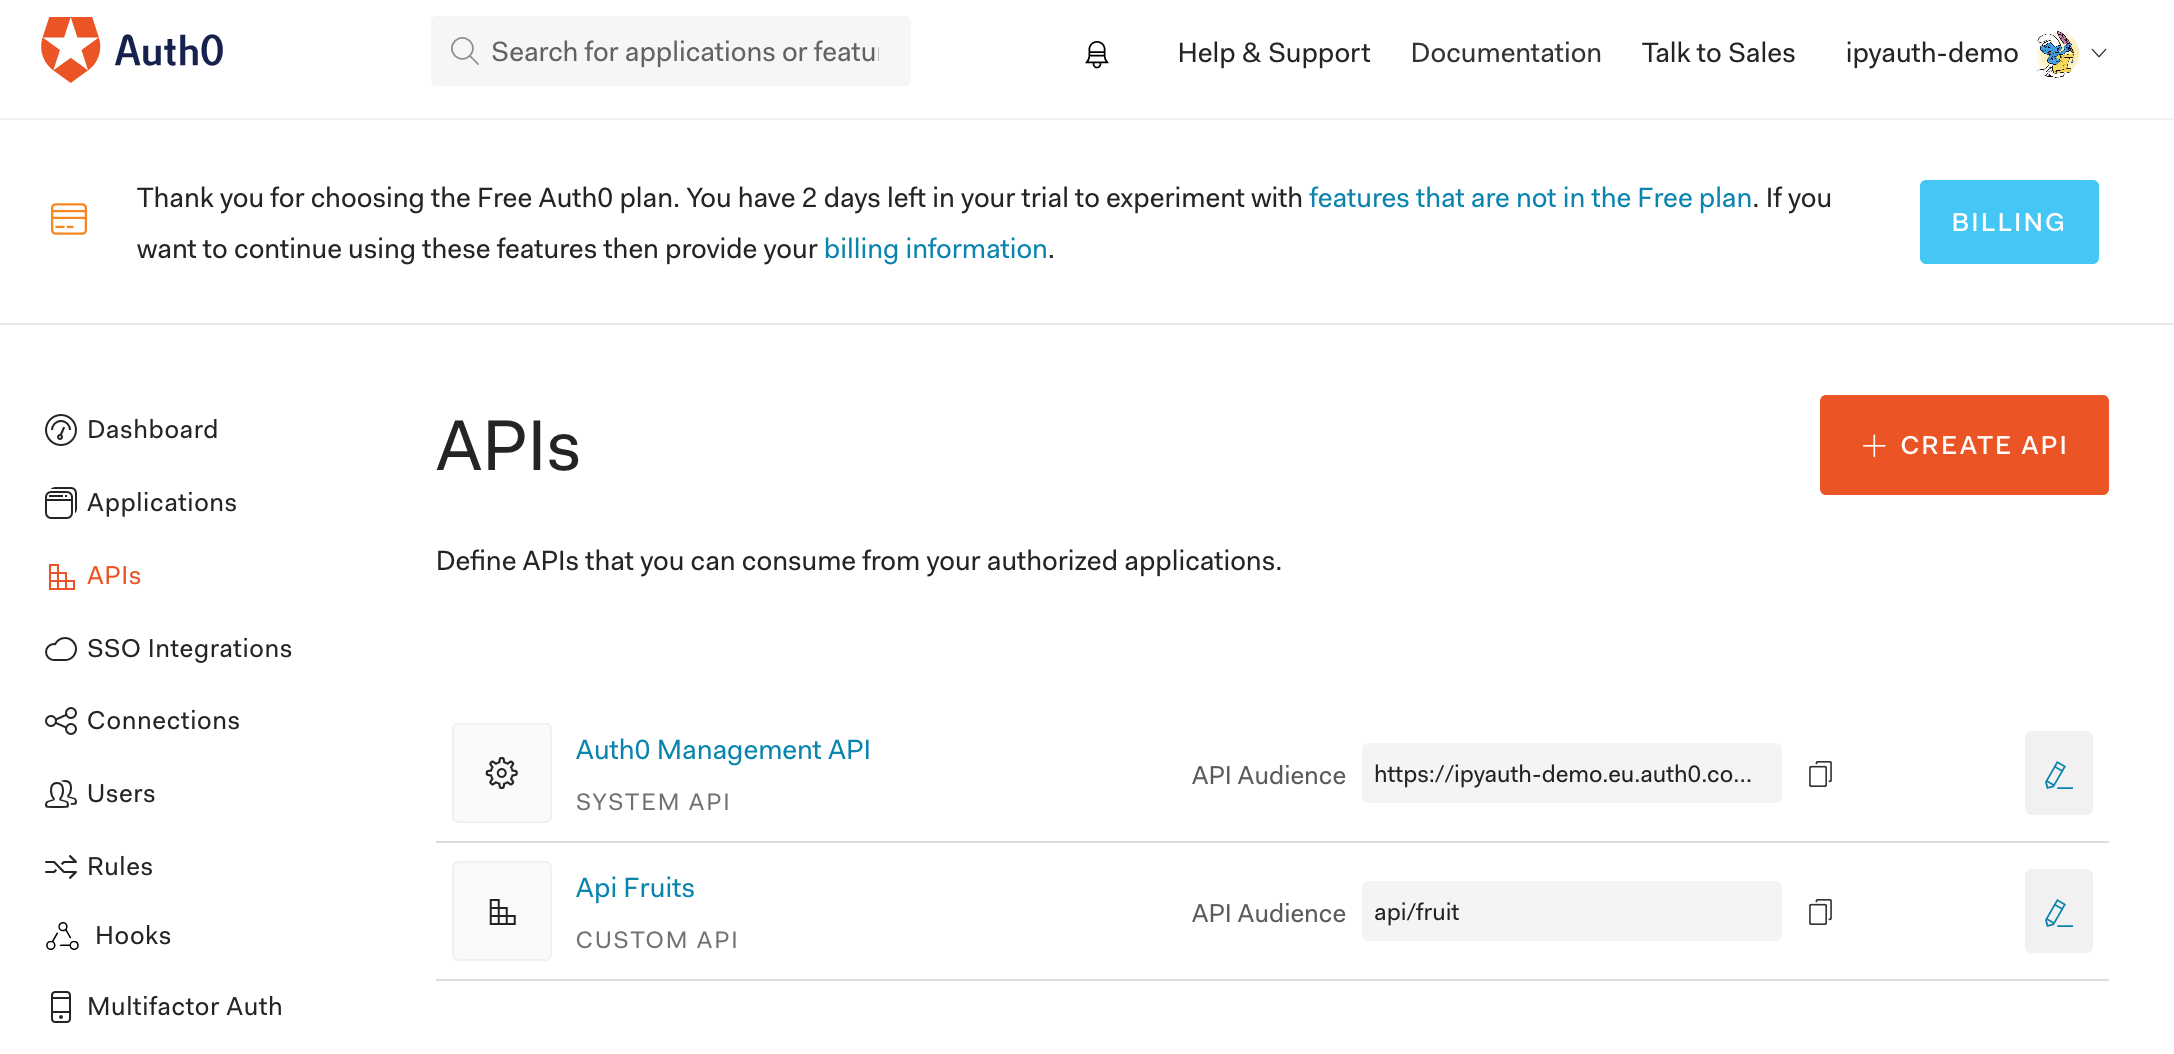 Auth0
Search for applications or featu
Help & Support
Documentation
Talk to Sales
ipyauth-demo
Thank you for choosing the Free Auth0 plan. You have 2 days left in your trial to experiment with features that are not in the Free plan. If you
want to continue using these features then provide your billing information.
BILLING
Dashboard
Applications
APIs
SSO Integrations
Connections
Users
Rules
Hooks
Multifactor Auth
APIs
+ CREATE API
Define APIs that you can consume from your authorized applications.
Auth0 Management API
SYSTEM API
API Audience
https://ipyauth-demo.eu.auth0.co...
Api Fruits
CUSTOM API
API Audience
api/fruit